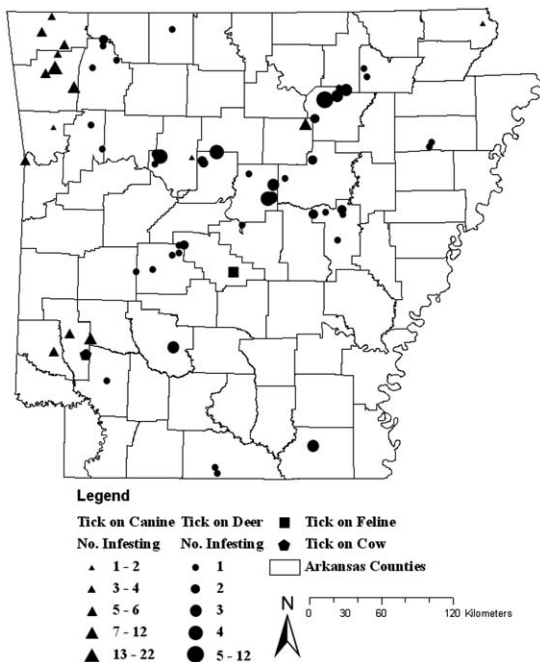 Legend
Tick on Canine Tick on Deer Tick on Feline
No. Infesting No. Infesting Tick on Cow
1 - 2 1 Arkansas Counties
3 - 4 2
5 - 6 3
7 - 12 4
13 - 22 5 - 12
N
0 30 60 120 Kilometers